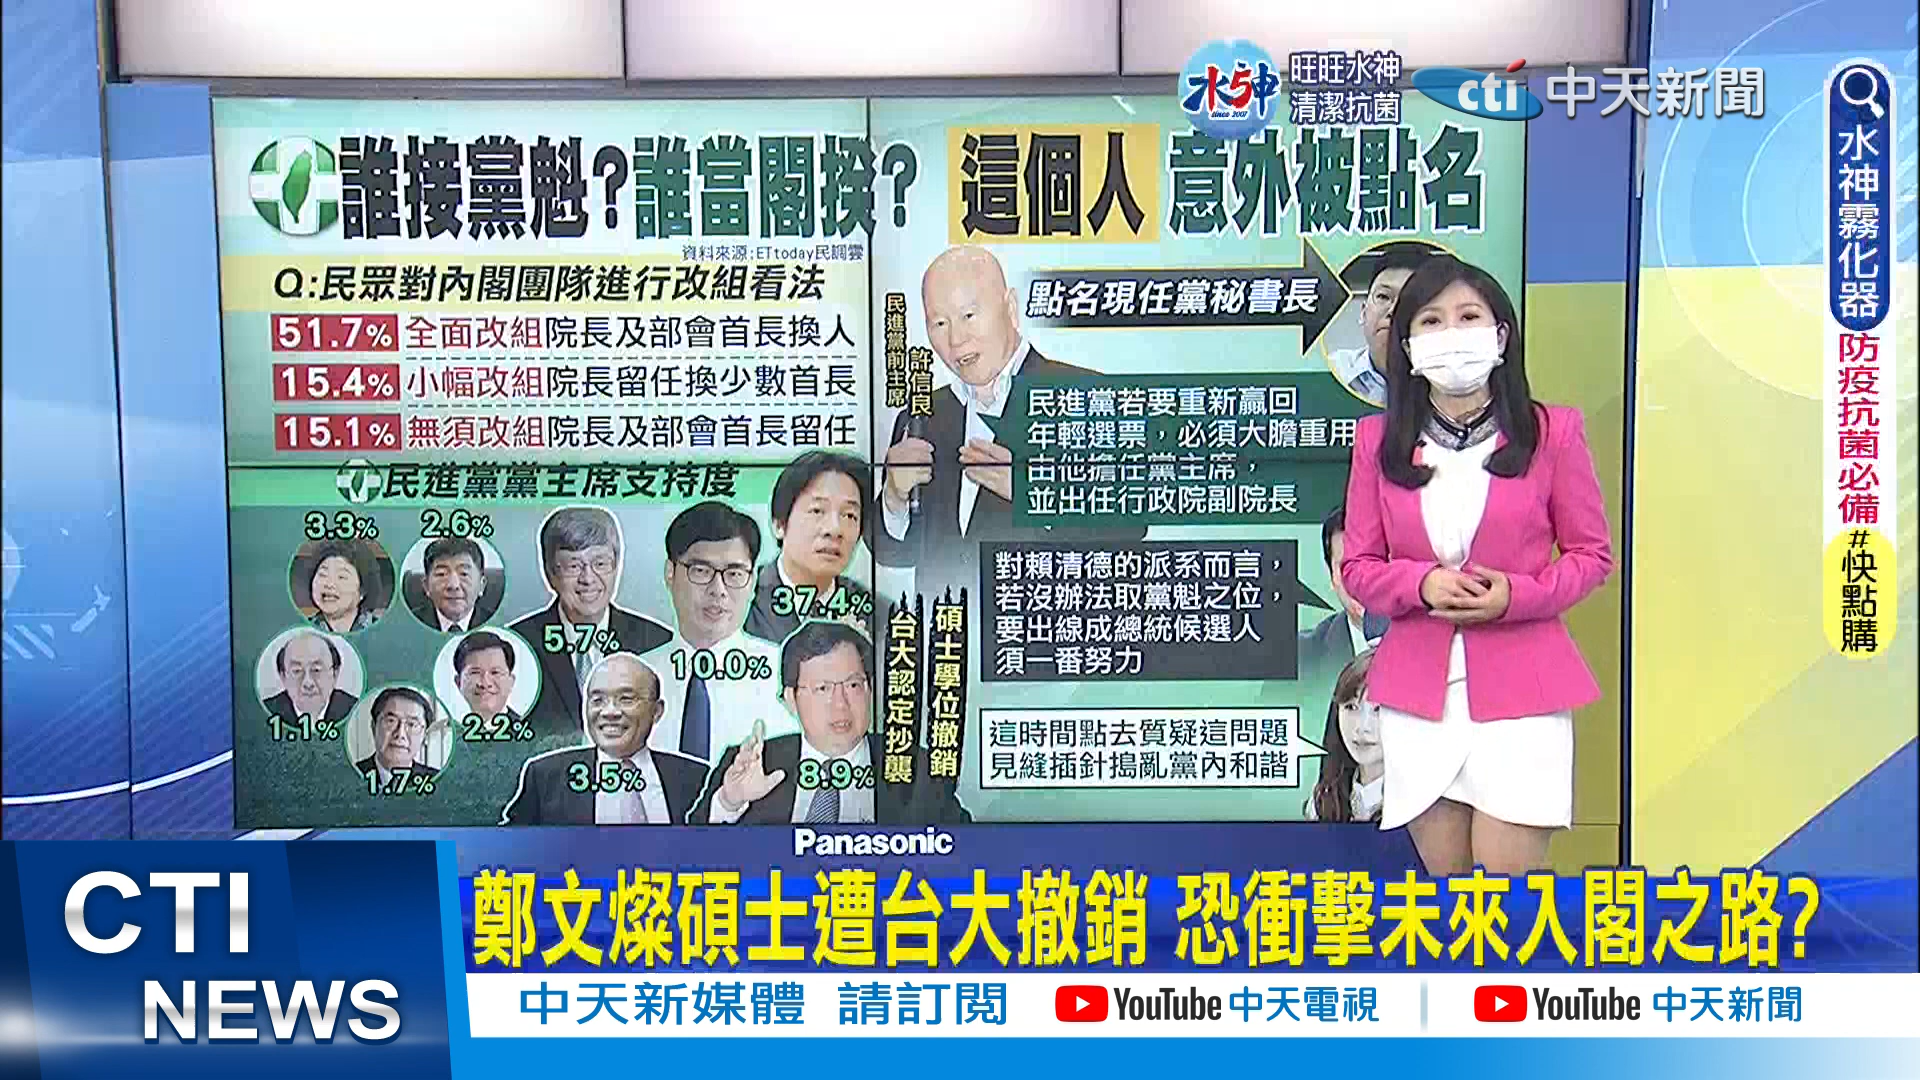 水神
since 2007
旺旺水神
清潔抗菌
cti 中天新聞
水神霧化器 防疫抗菌必備 #快點購
誰接黨魁?誰當閣揆?
這個人 意外被點名
資料來源:ETtoday民調雲
Q:民眾對內閣團隊進行改組看法
51.7% 全面改組院長及部會首長換人
15.4% 小幅改組院長留任換少數首長
15.1% 無須改組院長及部會首長留任
民進黨黨主席支持度
3.3%
2.6%
5.7%
10.0%
37.4%
1.1%
1.7%
2.2%
3.5%
8.9%
碩士學位撤銷
台大認定抄襲
民進黨前主席
許信良
點名現任黨秘書長
民進黨若要重新贏回
年輕選票，必須大膽重用
由他擔任黨主席，
並出任行政院副院長
對賴清德的派系而言，
若沒辦法取黨魁之位，
要出線成總統候選人
須一番努力
這時間點去質疑這問題
見縫插針搗亂黨內和諧
Panasonic
CTI
NEWS
鄭文燦碩士遭台大撤銷 恐衝擊未來入閣之路?
中天新媒體 請訂閱 YouTube 中天電視 | YouTube 中天新聞